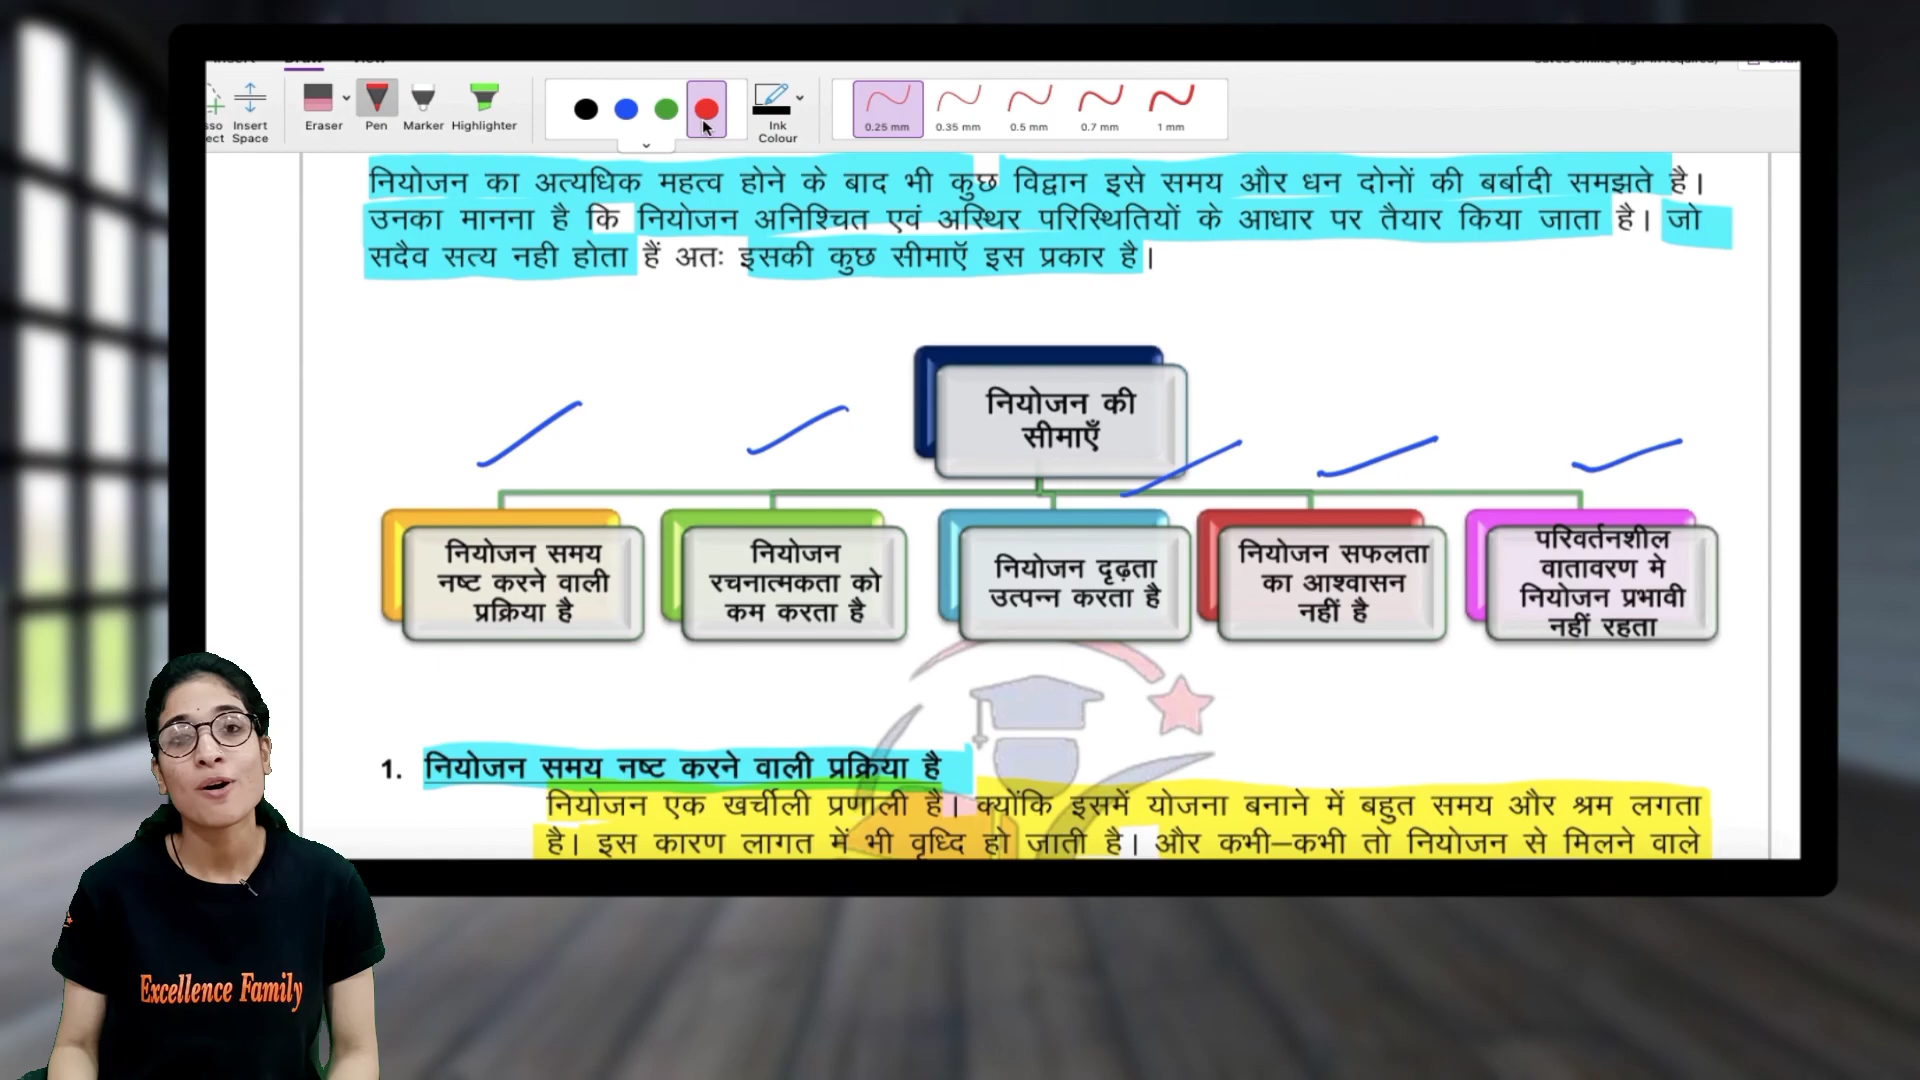 Insert
Draw
View
Insert
Space
Eraser
Pen
Marker
Highlighter
Ink
Colour
0.25 mm
0.35 mm
0.5 mm
0.7 mm
1 mm
नियोजन का अत्यधिक महत्व होने के बाद भी कुछ विद्वान इसे समय और धन दोनों की बर्बादी समझते है।
उनका मानना है कि नियोजन अनिश्चित एवं अस्थिर परिस्थितियों के आधार पर तैयार किया जाता है। जो
सदैव सत्य नही होता हैं अतः इसकी कुछ सीमाऍ इस प्रकार है।
नियोजन की
सीमाएँ
नियोजन समय
नष्ट करने वाली
प्रक्रिया है
नियोजन
रचनात्मकता को
कम करता है
नियोजन दृढ़ता
उत्पन्न करता है
नियोजन सफलता
का आश्वासन
नहीं है
परिवर्तनशील
वातावरण मे
नियोजन प्रभावी
नहीं रहता
1. नियोजन समय नष्ट करने वाली प्रक्रिया है
नियोजन एक खर्चीली प्रणाली है। क्योंकि इसमें योजना बनाने में बहुत समय और श्रम लगता
है। इस कारण लागत में भी वृध्दि हो जाती है। और कभी–कभी तो नियोजन से मिलने वाले
Excellence Family